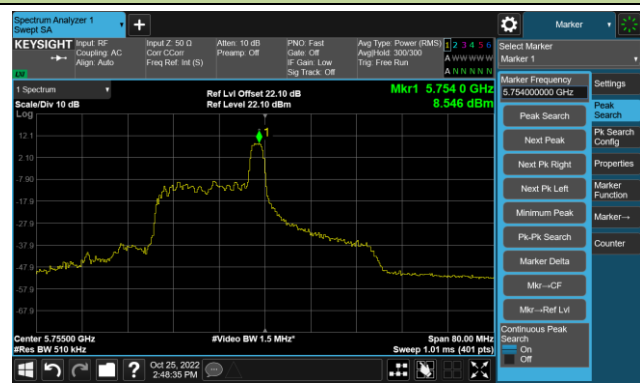 Spectrum Analyzer 1
Swept SA
+
Marker
KEYSIGHT
Input: RF
Coupling: AC
Align: Auto
Input Z: 50 Ω
Corr CCorr
Freq Ref: Int (S)
Atten: 10 dB
Preamp: Off
PNO: Fast
Gate: Off
IF Gain: Low
Sig Track: Off
Avg Type: Power (RMS)
Avg|Hold: 300/300
Trig: Free Run
1 2 3 4 5 6
A W W W W W
A N N N N N
Select Marker
Marker 1
LXI
1 Spectrum
Scale/Div 10 dB
Log
Ref Lvl Offset 22.10 dB
Ref Level 22.10 dBm
Mkr1 5.754 0 GHz
8.546 dBm
1
12.1
2.10
-7.90
-17.9
-27.9
-37.9
-47.9
-57.9
-67.9
Center 5.75500 GHz
#Res BW 510 kHz
#Video BW 1.5 MHz*
Span 80.00 MHz
Sweep 1.01 ms (401 pts)
Marker Frequency
5.754000000 GHz
Peak Search
Next Peak
Next Pk Right
Next Pk Left
Minimum Peak
Pk-Pk Search
Marker Delta
Mkr→CF
Mkr→Ref Lvl
Continuous Peak
Search
On
Off
Settings
Peak
Search
Pk Search
Config
Properties
Marker
Function
Marker→
Counter
?
Oct 25, 2022
2:48:35 PM